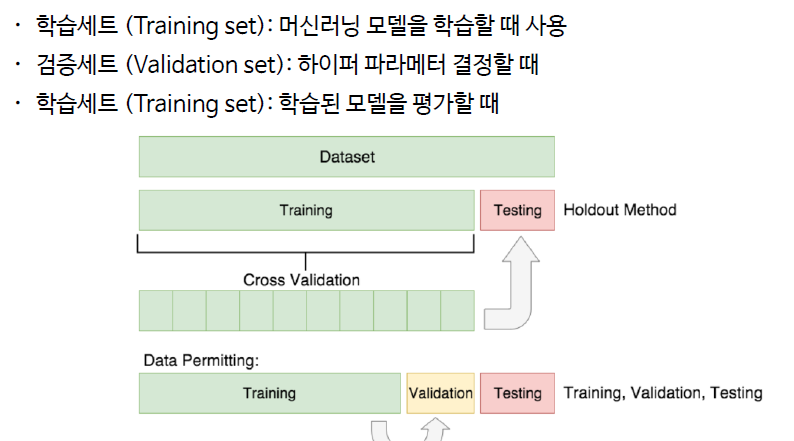 · 학습세트 (Training set): 머신러닝 모델을 학습할 때 사용
· 검증세트 (Validation set): 하이퍼 파라메터 결정할 때
· 학습세트 (Training set): 학습된 모델을 평가할 때
Dataset
Training Testing Holdout Method
Cross Validation
Data Permitting:
Training Validation Testing Training, Validation, Testing